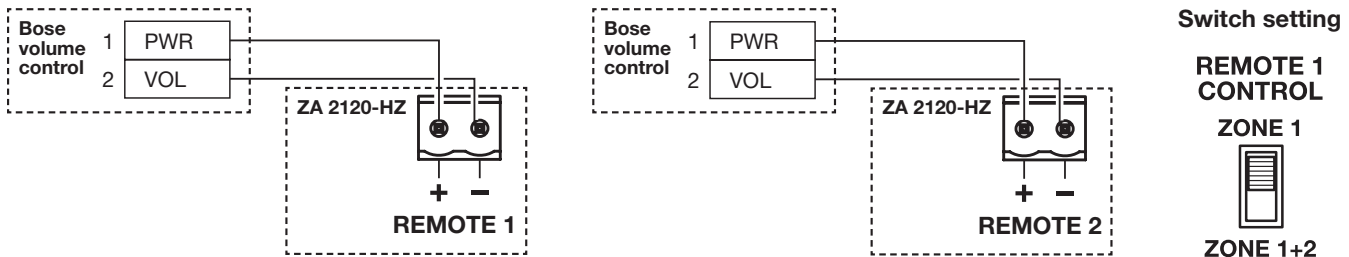 Bose
volume
control
1 PWR
2 VOL
ZA 2120-HZ
+ −
REMOTE 1
Bose
volume
control
1 PWR
2 VOL
ZA 2120-HZ
+ −
REMOTE 2
Switch setting
REMOTE 1
CONTROL
ZONE 1
ZONE 1+2